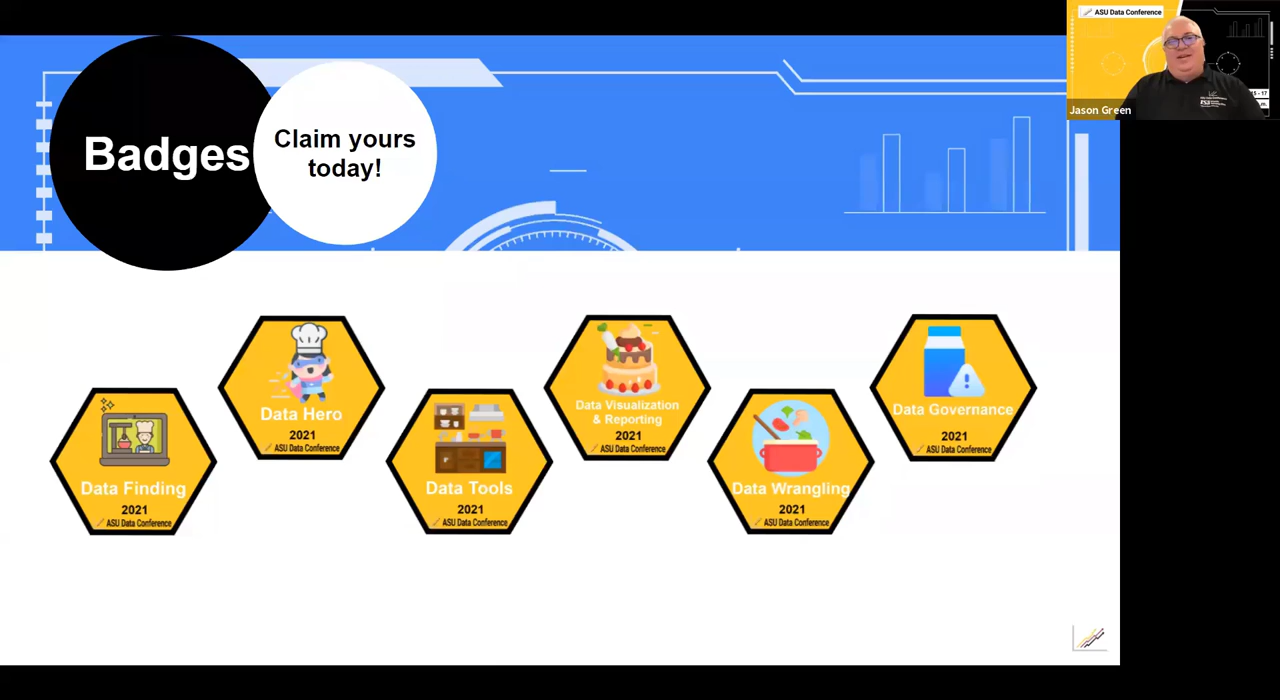 Badges
Claim yours
today!
ASU Data Conference
Jason Green
Data Finding
2021
ASU Data Conference
Data Hero
2021
ASU Data Conference
Data Tools
2021
ASU Data Conference
Data Visualization
& Reporting
2021
ASU Data Conference
Data Wrangling
2021
ASU Data Conference
Data Governance
2021
ASU Data Conference